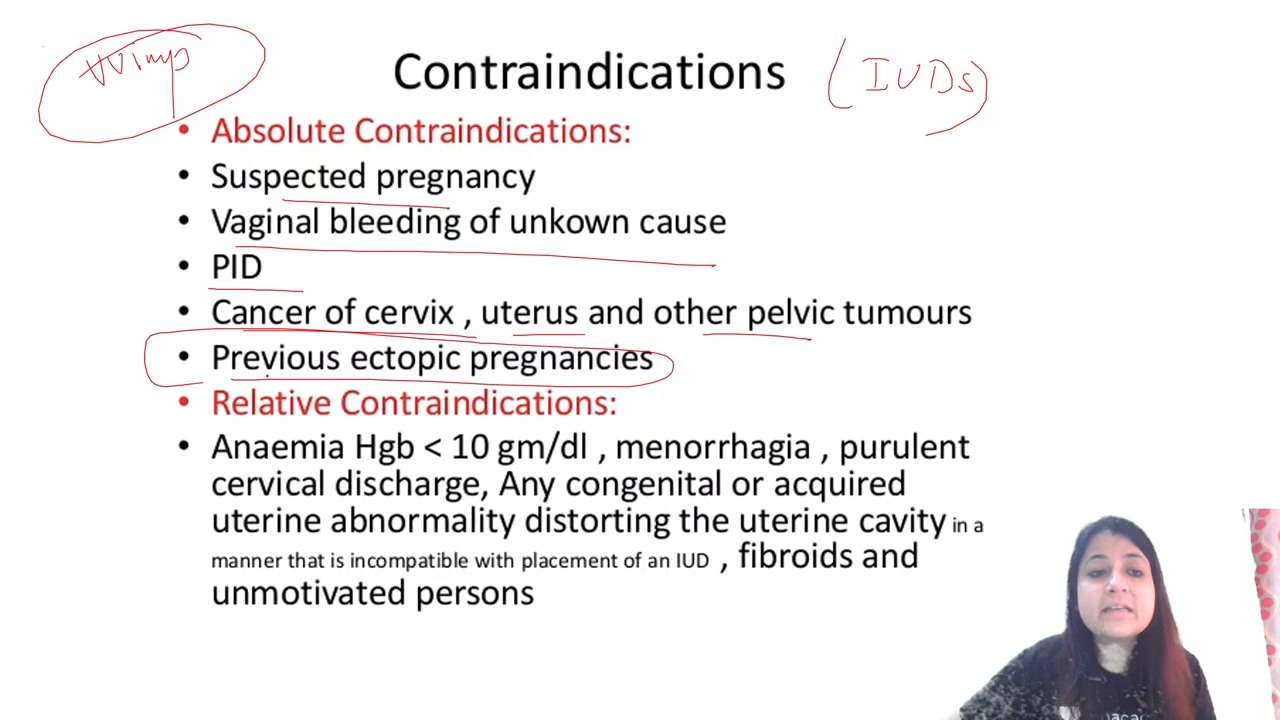 vvimp
Contraindications (IUDs)
• Absolute Contraindications:
• Suspected pregnancy
• Vaginal bleeding of unkown cause
• PID
• Cancer of cervix , uterus and other pelvic tumours
• Previous ectopic pregnancies
• Relative Contraindications:
• Anaemia Hgb < 10 gm/dl , menorrhagia , purulent
cervical discharge, Any congenital or acquired
uterine abnormality distorting the uterine cavity in a
manner that is incompatible with placement of an IUD , fibroids and
unmotivated persons